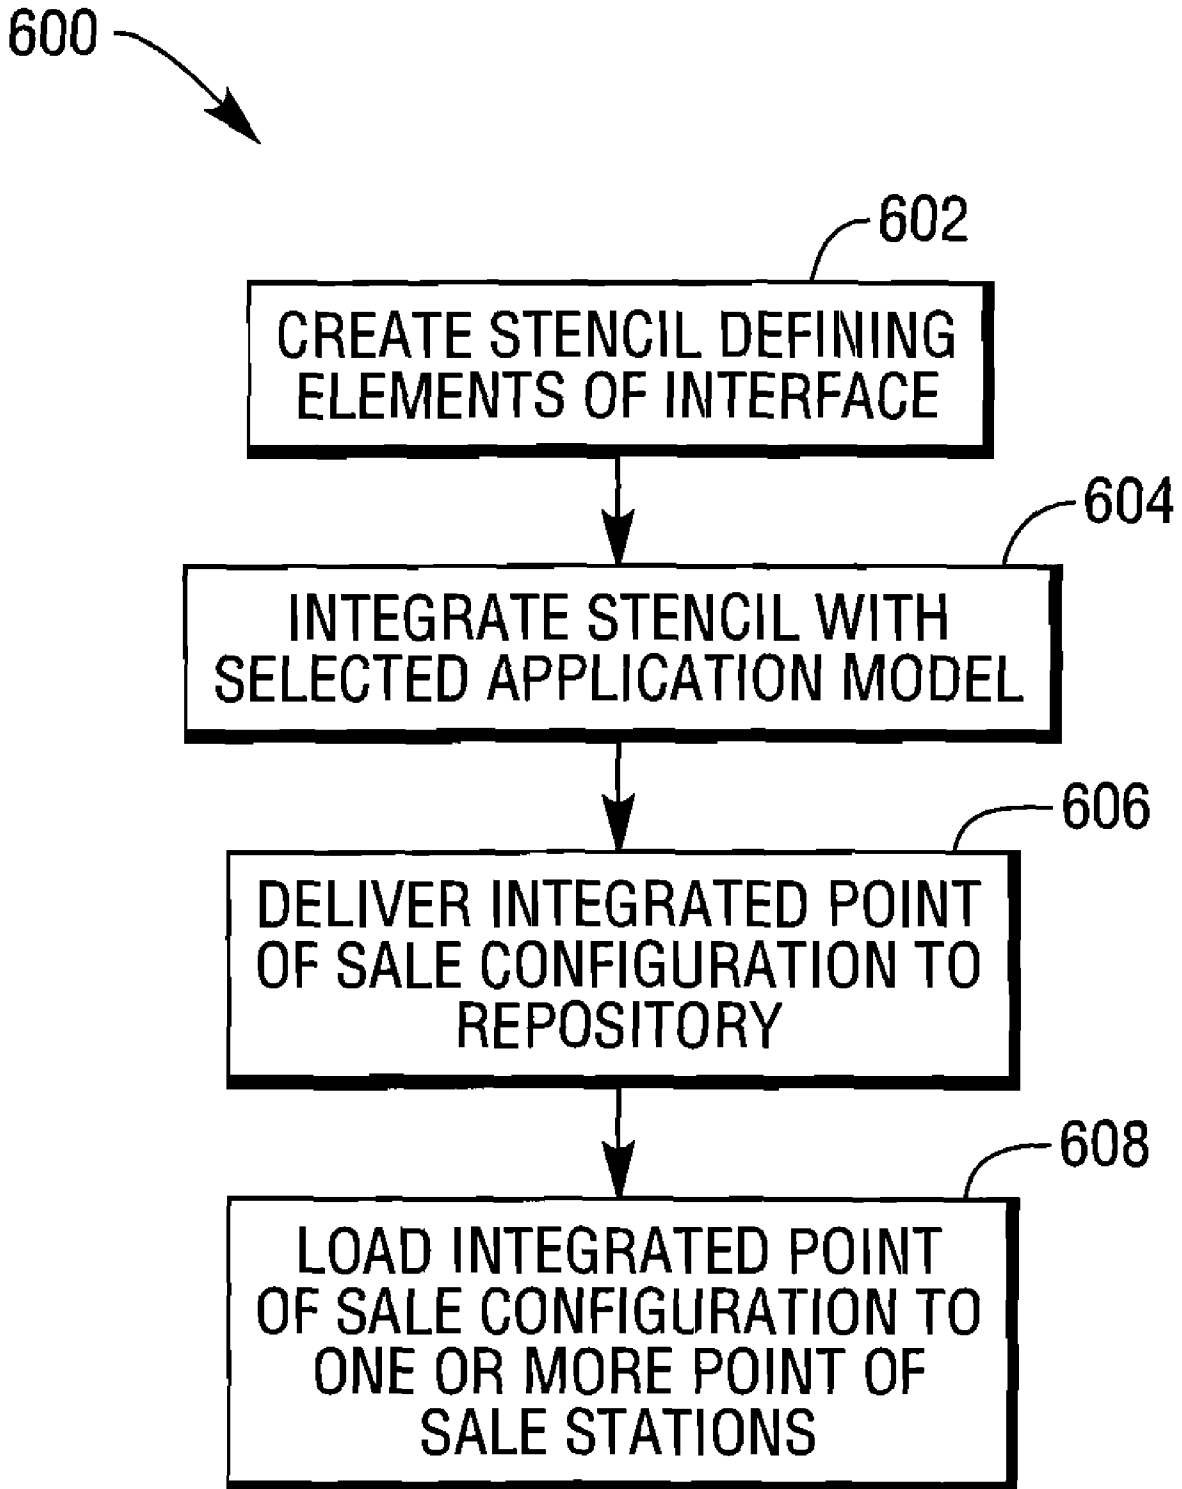 600
602
CREATE STENCIL DEFINING
ELEMENTS OF INTERFACE
604
INTEGRATE STENCIL WITH
SELECTED APPLICATION MODEL
606
DELIVER INTEGRATED POINT
OF SALE CONFIGURATION TO
REPOSITORY
608
LOAD INTEGRATED POINT
OF SALE CONFIGURATION TO
ONE OR MORE POINT OF
SALE STATIONS